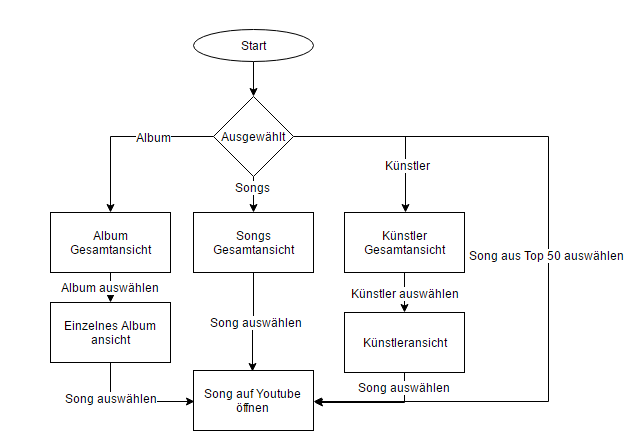 Start
Ausgewählt
Album
Songs
Künstler
Album
Gesamtansicht
Songs
Gesamtansicht
Künstler
Gesamtansicht
Song aus Top 50 auswählen
Album auswählen
Künstler auswählen
Einzelnes Album
ansicht
Song auswählen
Künstleransicht
Song auswählen
Song auf Youtube
öffnen
Song auswählen